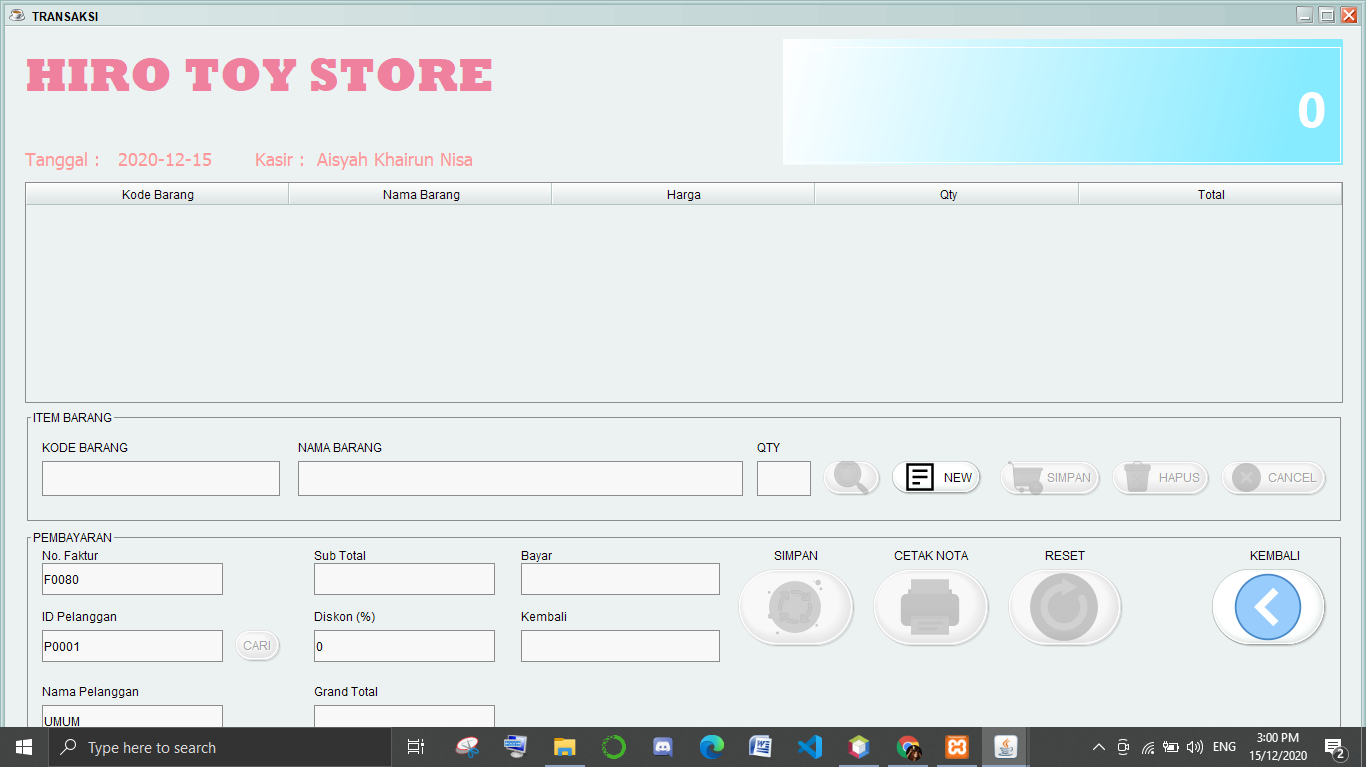 TRANSAKSI
HIRO TOY STORE
0
Tanggal : 2020-12-15 Kasir : Aisyah Khairun Nisa
Kode Barang Nama Barang Harga Qty Total
ITEM BARANG
KODE BARANG NAMA BARANG QTY
NEW SIMPAN HAPUS CANCEL
PEMBAYARAN
No. Faktur Sub Total Bayar SIMPAN CETAK NOTA RESET KEMBALI
F0080
ID Pelanggan Diskon (%) Kembali
P0001 CARI 0
Nama Pelanggan Grand Total
UMUM
Type here to search
ENG
3:00 PM
15/12/2020
2